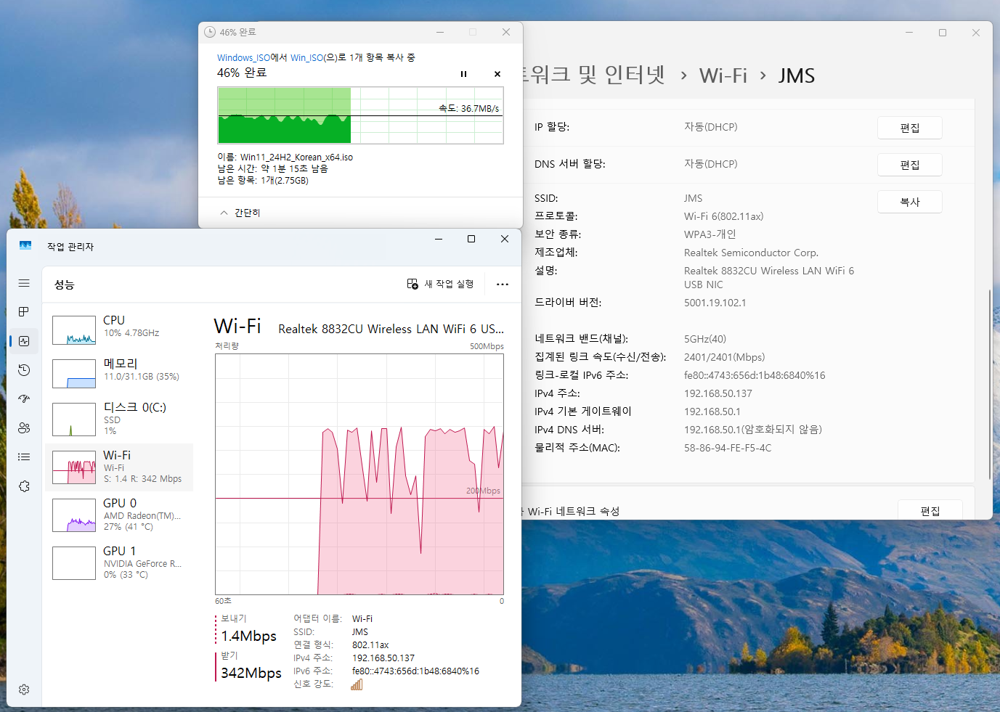 46% 완료
Windows_ISO에서 Win_ISO(으)로 1개 항목 복사 중
46% 완료
속도: 36.7MB/s
이름: Win11_24H2_Korean_x64.iso
남은 시간: 약 1분 15초 남음
남은 항목: 1개(2.75GB)
간단히
트워크 및 인터넷 › Wi-Fi › JMS
IP 할당: 자동(DHCP) 편집
DNS 서버 할당: 자동(DHCP) 편집
SSID: JMS 복사
프로토콜: Wi-Fi 6(802.11ax)
보안 종류: WPA3-개인
제조업체: Realtek Semiconductor Corp.
설명: Realtek 8832CU Wireless LAN WiFi 6
USB NIC
드라이버 버전: 5001.19.102.1
네트워크 밴드(채널): 5GHz(40)
집계된 링크 속도(수신/전송): 2401/2401(Mbps)
링크-로컬 IPv6 주소: fe80::4743:656d:1b48:6840%16
IPv4 주소: 192.168.50.137
IPv4 기본 게이트웨이 192.168.50.1
IPv4 DNS 서버: 192.168.50.1(암호화되지 않음)
물리적 주소(MAC): 58-86-94-FE-F5-4C
Wi-Fi 네트워크 속성 편집
작업 관리자
성능
새 작업 실행
CPU
10% 4.78GHz
메모리
11.0/31.1GB (35%)
디스크 0(C:)
SSD
1%
Wi-Fi
Wi-Fi
S: 1.4 R: 342 Mbps
GPU 0
AMD Radeon(TM)...
27% (41 °C)
GPU 1
NVIDIA GeForce R...
0% (33 °C)
Wi-Fi Realtek 8832CU Wireless LAN WiFi 6 US...
처리량 500Mbps
200Mbps
60초 0
보내기
1.4Mbps
받기
342Mbps
어댑터 이름: Wi-Fi
SSID: JMS
연결 형식: 802.11ax
IPv4 주소: 192.168.50.137
IPv6 주소: fe80::4743:656d:1b48:6840%16
신호 강도: